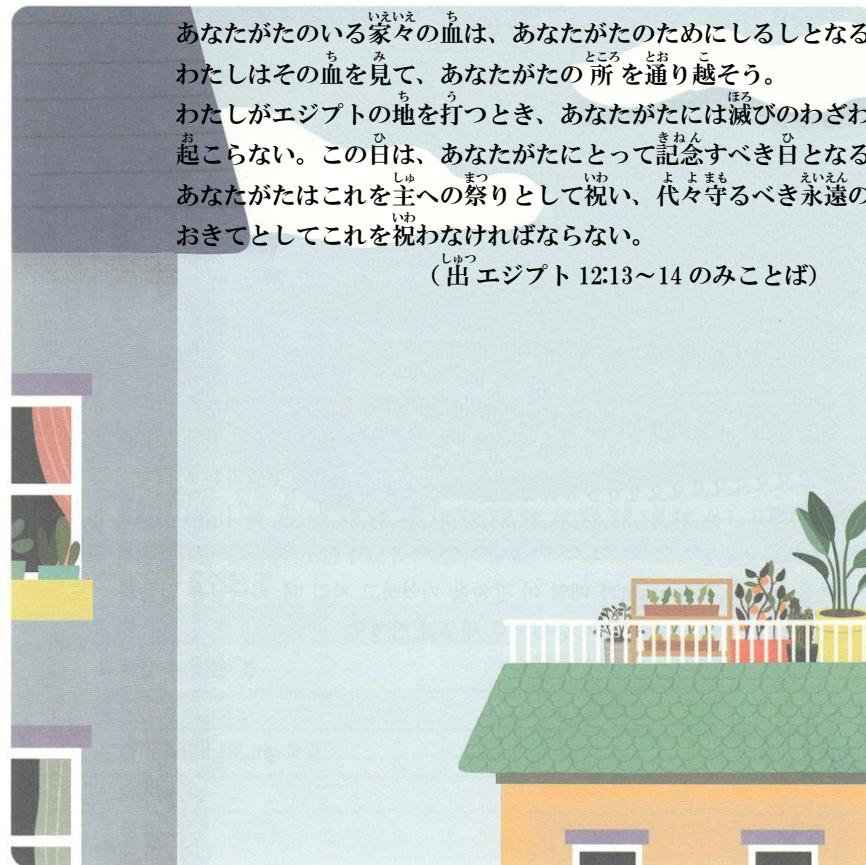 あなたがたのいる家々の血は、あなたがたのためにしるしとなる
わたしはその血を見て、あなたがたの所を通り越そう。
わたしがエジプトの地を打つとき、あなたがたには滅びのわざわ
起こらない。この日は、あなたがたにとって記念すべき日となる
あなたがたはこれを主への祭りとして祝い、代々守るべき永遠の
おきてとしてこれを祝わなければならない。
(出エジプト 12:13～14 のみことば)